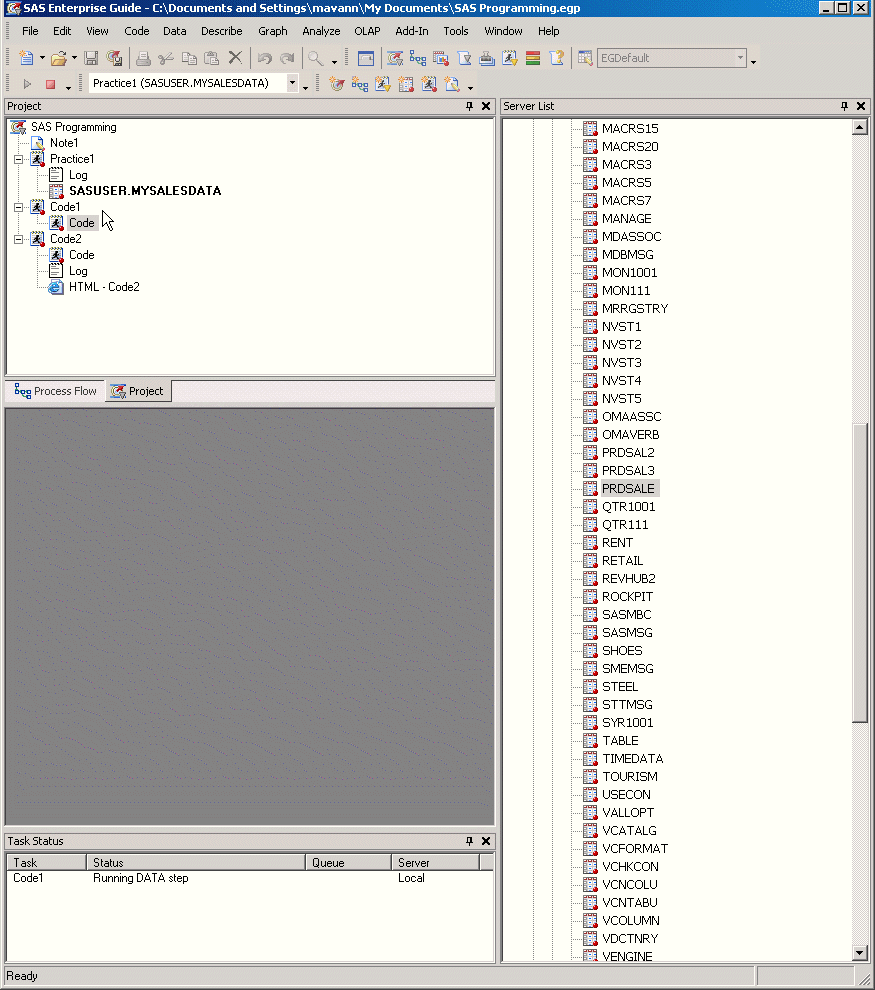 SAS Enterprise Guide - C:\Documents and Settings\mavann\My Documents\SAS Programming.egp
File Edit View Code Data Describe Graph Analyze OLAP Add-In Tools Window Help
EGDefault
Practice1 (SASUSER.MYSALESDATA)
Project
SAS Programming
Note1
Practice1
Log
SASUSER.MYSALESDATA
Code1
Code
Code2
Code
Log
HTML - Code2
Process Flow Project
Server List
MACRS15
MACRS20
MACRS3
MACRS5
MACRS7
MANAGE
MDASSOC
MDBMSG
MON1001
MON111
MRRGSTRY
NVST1
NVST2
NVST3
NVST4
NVST5
OMAASSC
OMAVERB
PRDSAL2
PRDSAL3
PRDSALE
QTR1001
QTR111
RENT
RETAIL
REVHUB2
ROCKPIT
SASMBC
SASMSG
SHOES
SMEMSG
STEEL
STTMSG
SYR1001
TABLE
TIMEDATA
TOURISM
USECON
VALLOPT
VCATALG
VCFORMAT
VCHKCON
VCNCOLU
VCNTABU
VCOLUMN
VDCTNRY
VENGINE
Task Status
Task Status Queue Server
Code1 Running DATA step Local
Ready